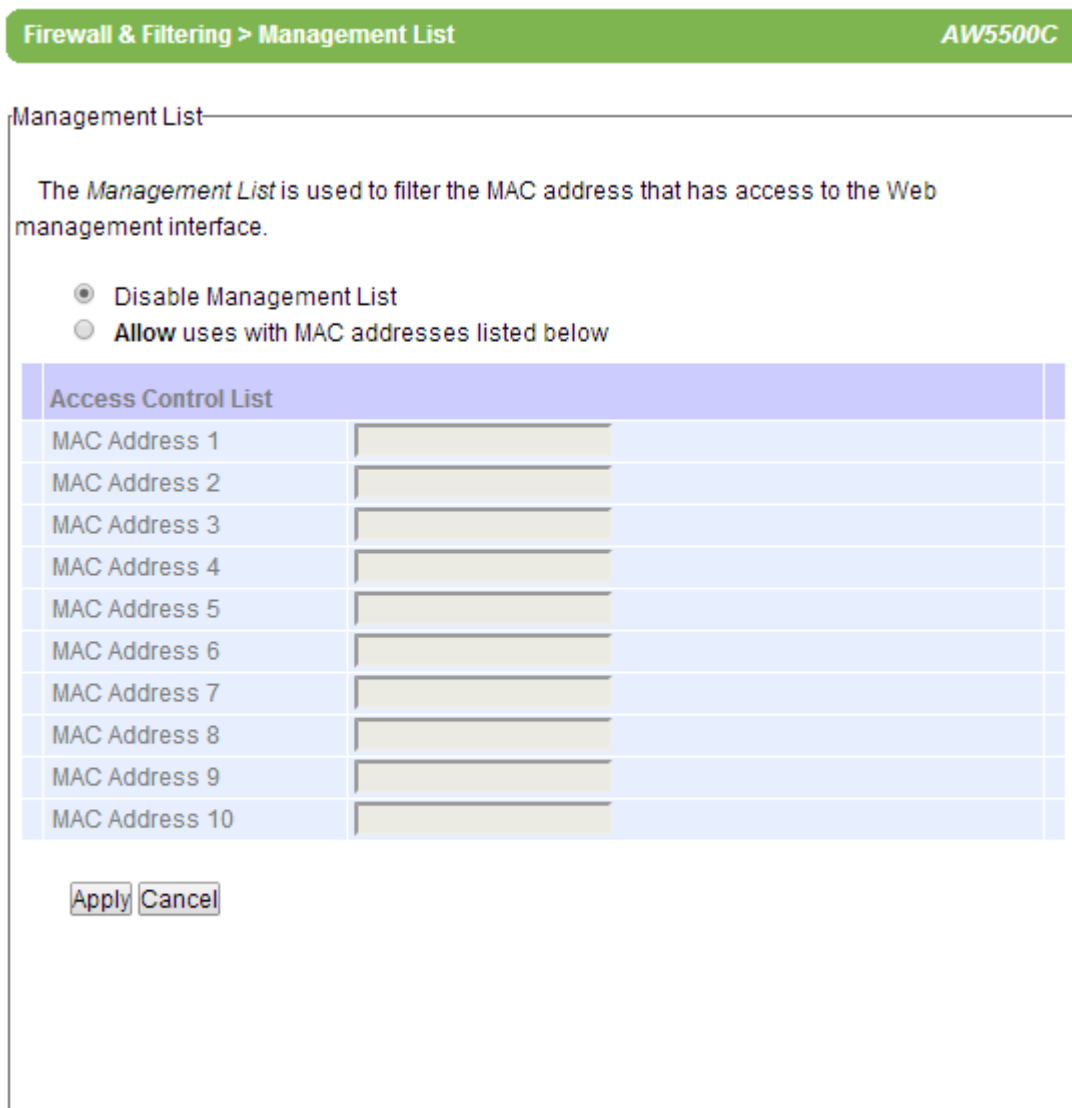 Firewall & Filtering > Management List AW5500C
Management List
The Management List is used to filter the MAC address that has access to the Web
management interface.
Disable Management List
Allow uses with MAC addresses listed below
Access Control List
MAC Address 1
MAC Address 2
MAC Address 3
MAC Address 4
MAC Address 5
MAC Address 6
MAC Address 7
MAC Address 8
MAC Address 9
MAC Address 10
Apply Cancel